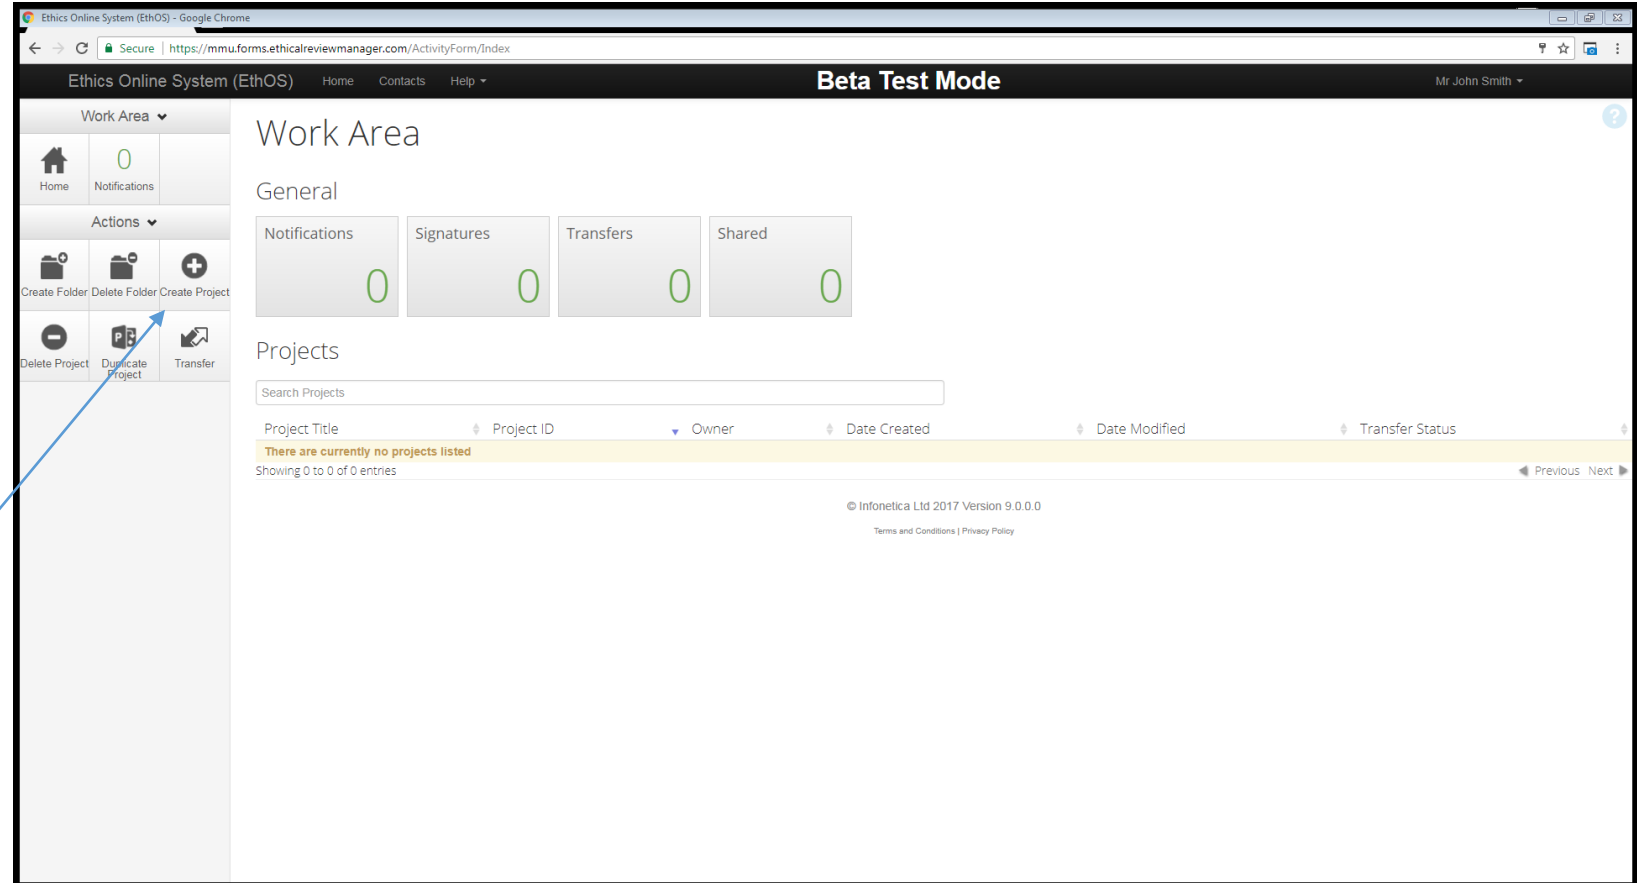 Ethics Online System (EthOS) - Google Chrome
Secure | https://mmu.forms.ethicalreviewmanager.com/ActivityForm/Index
Ethics Online System (EthOS) Home Contacts Help Beta Test Mode Mr John Smith
Work Area
Home
0
Notifications
Actions
Create Folder Delete Folder Create Project
Delete Project Duplicate Project Transfer
Work Area
?
General
Notifications Signatures Transfers Shared
0 0 0 0
Projects
Search Projects
Project Title Project ID Owner Date Created Date Modified Transfer Status
There are currently no projects listed
Showing 0 to 0 of 0 entries Previous Next
© Infonetica Ltd 2017 Version 9.0.0.0
Terms and Conditions | Privacy Policy